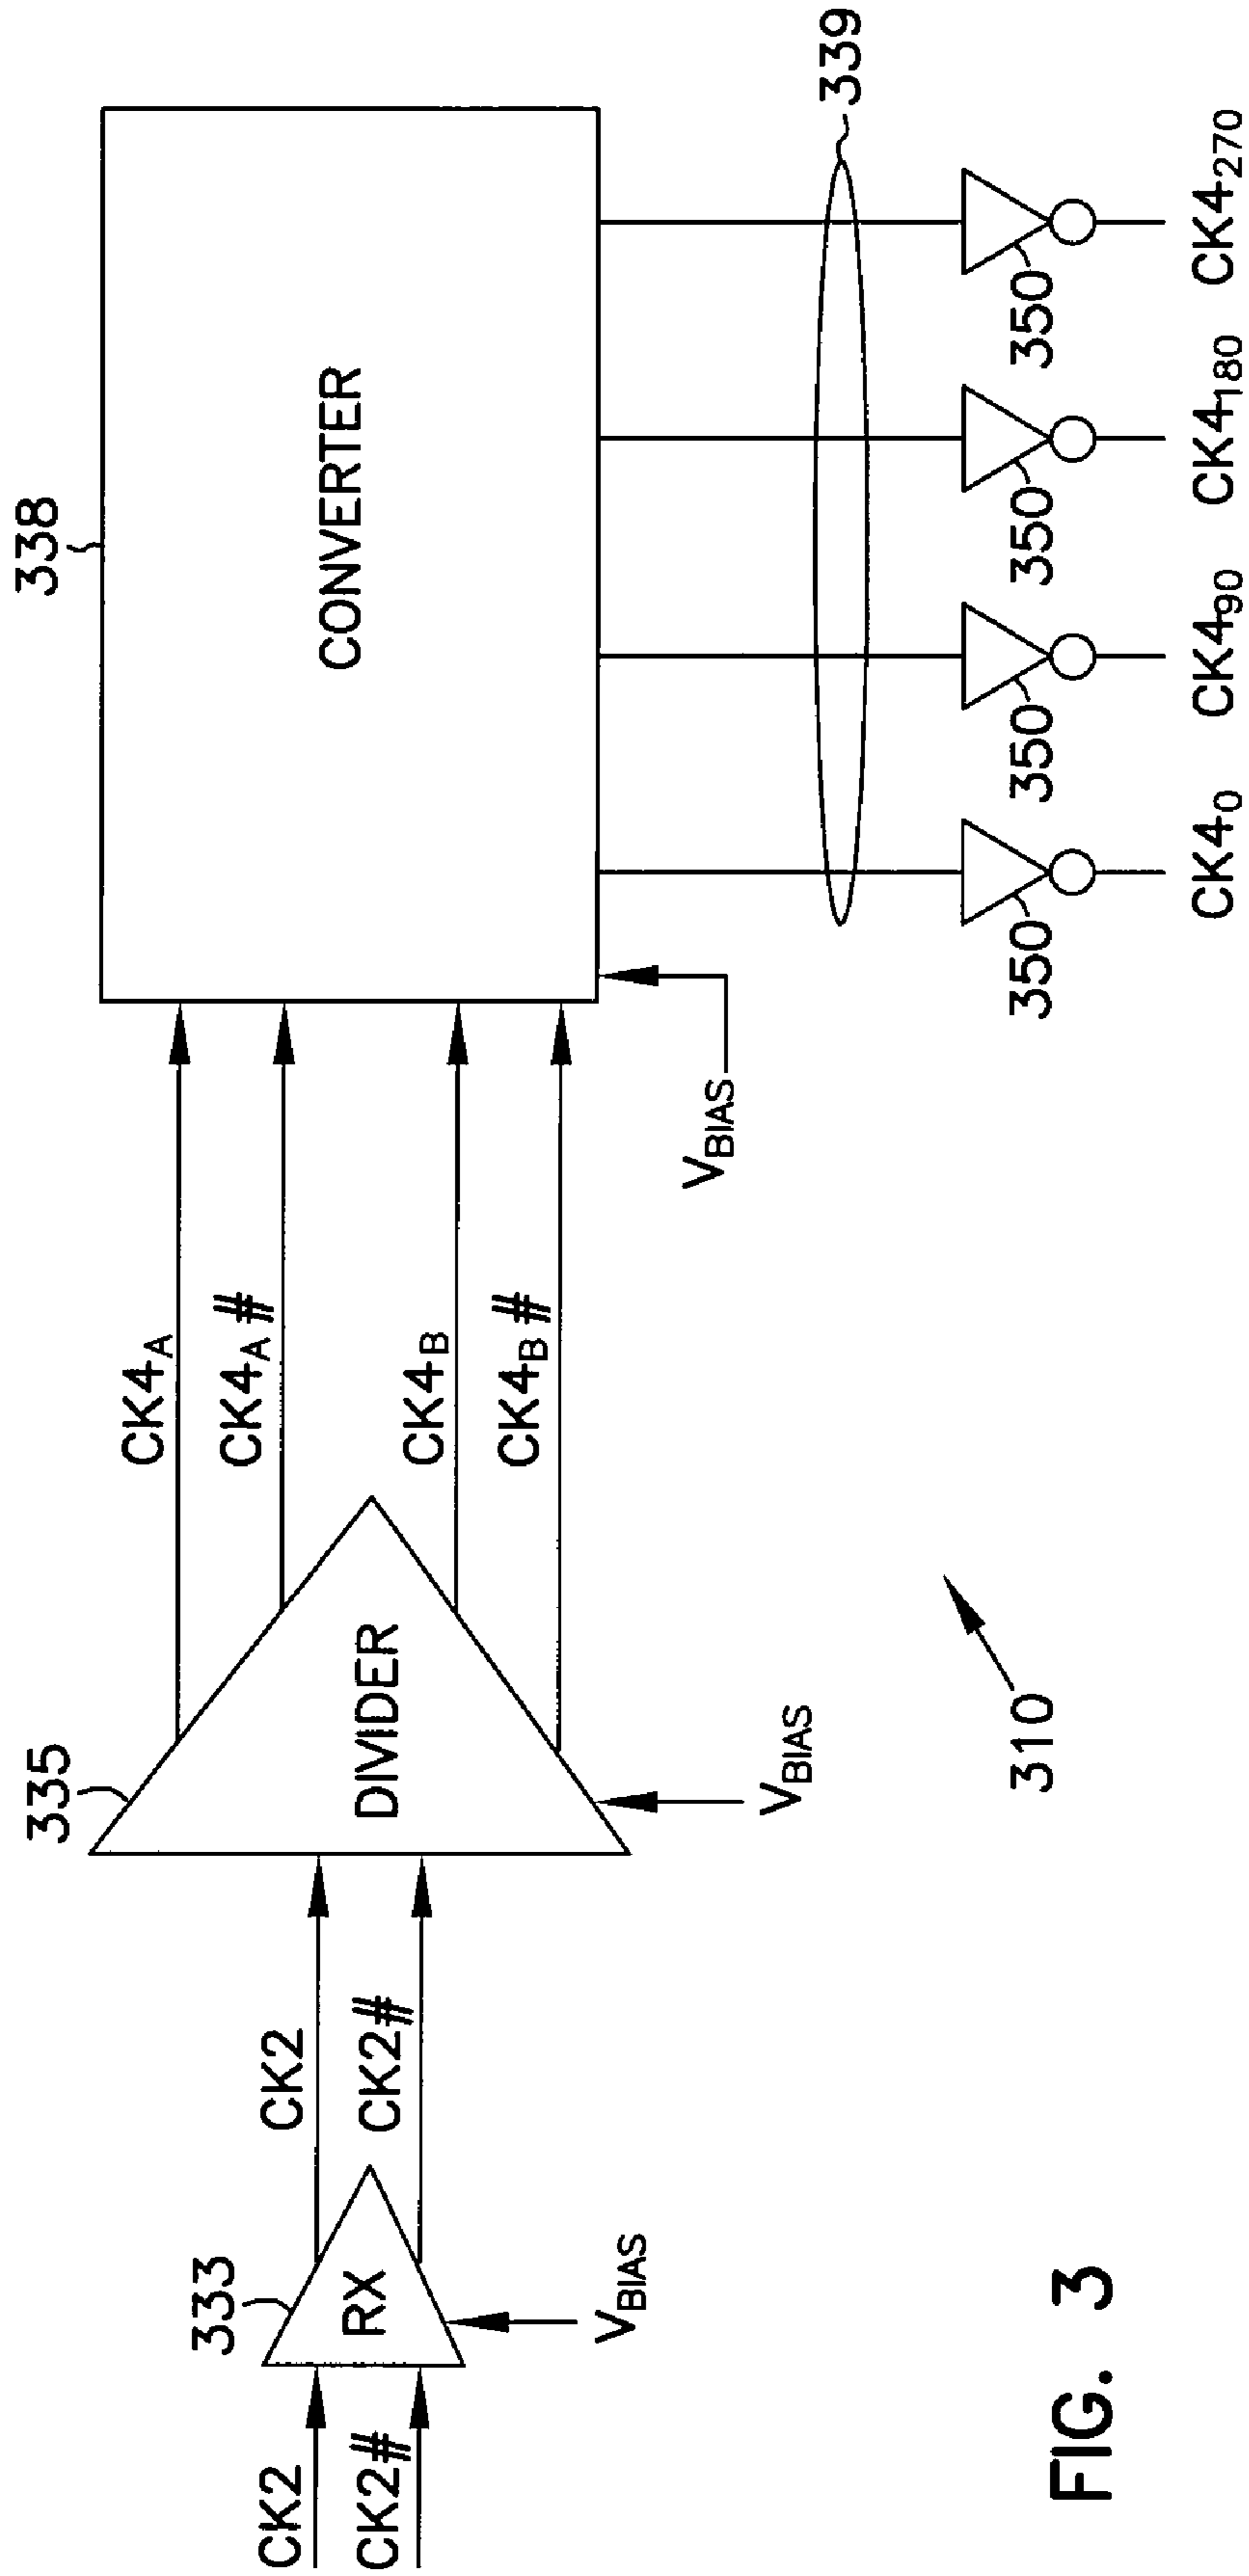 338
335
333
CK4A
CK4A#
CK4B
CK4B#
CK2
CK2#
CK2
CK2#
RX
DIVIDER
CONVERTER
VBIAS
VBIAS
VBIAS
339
350
350
350
350
CK40
CK490
CK4180
CK4270
310
FIG. 3